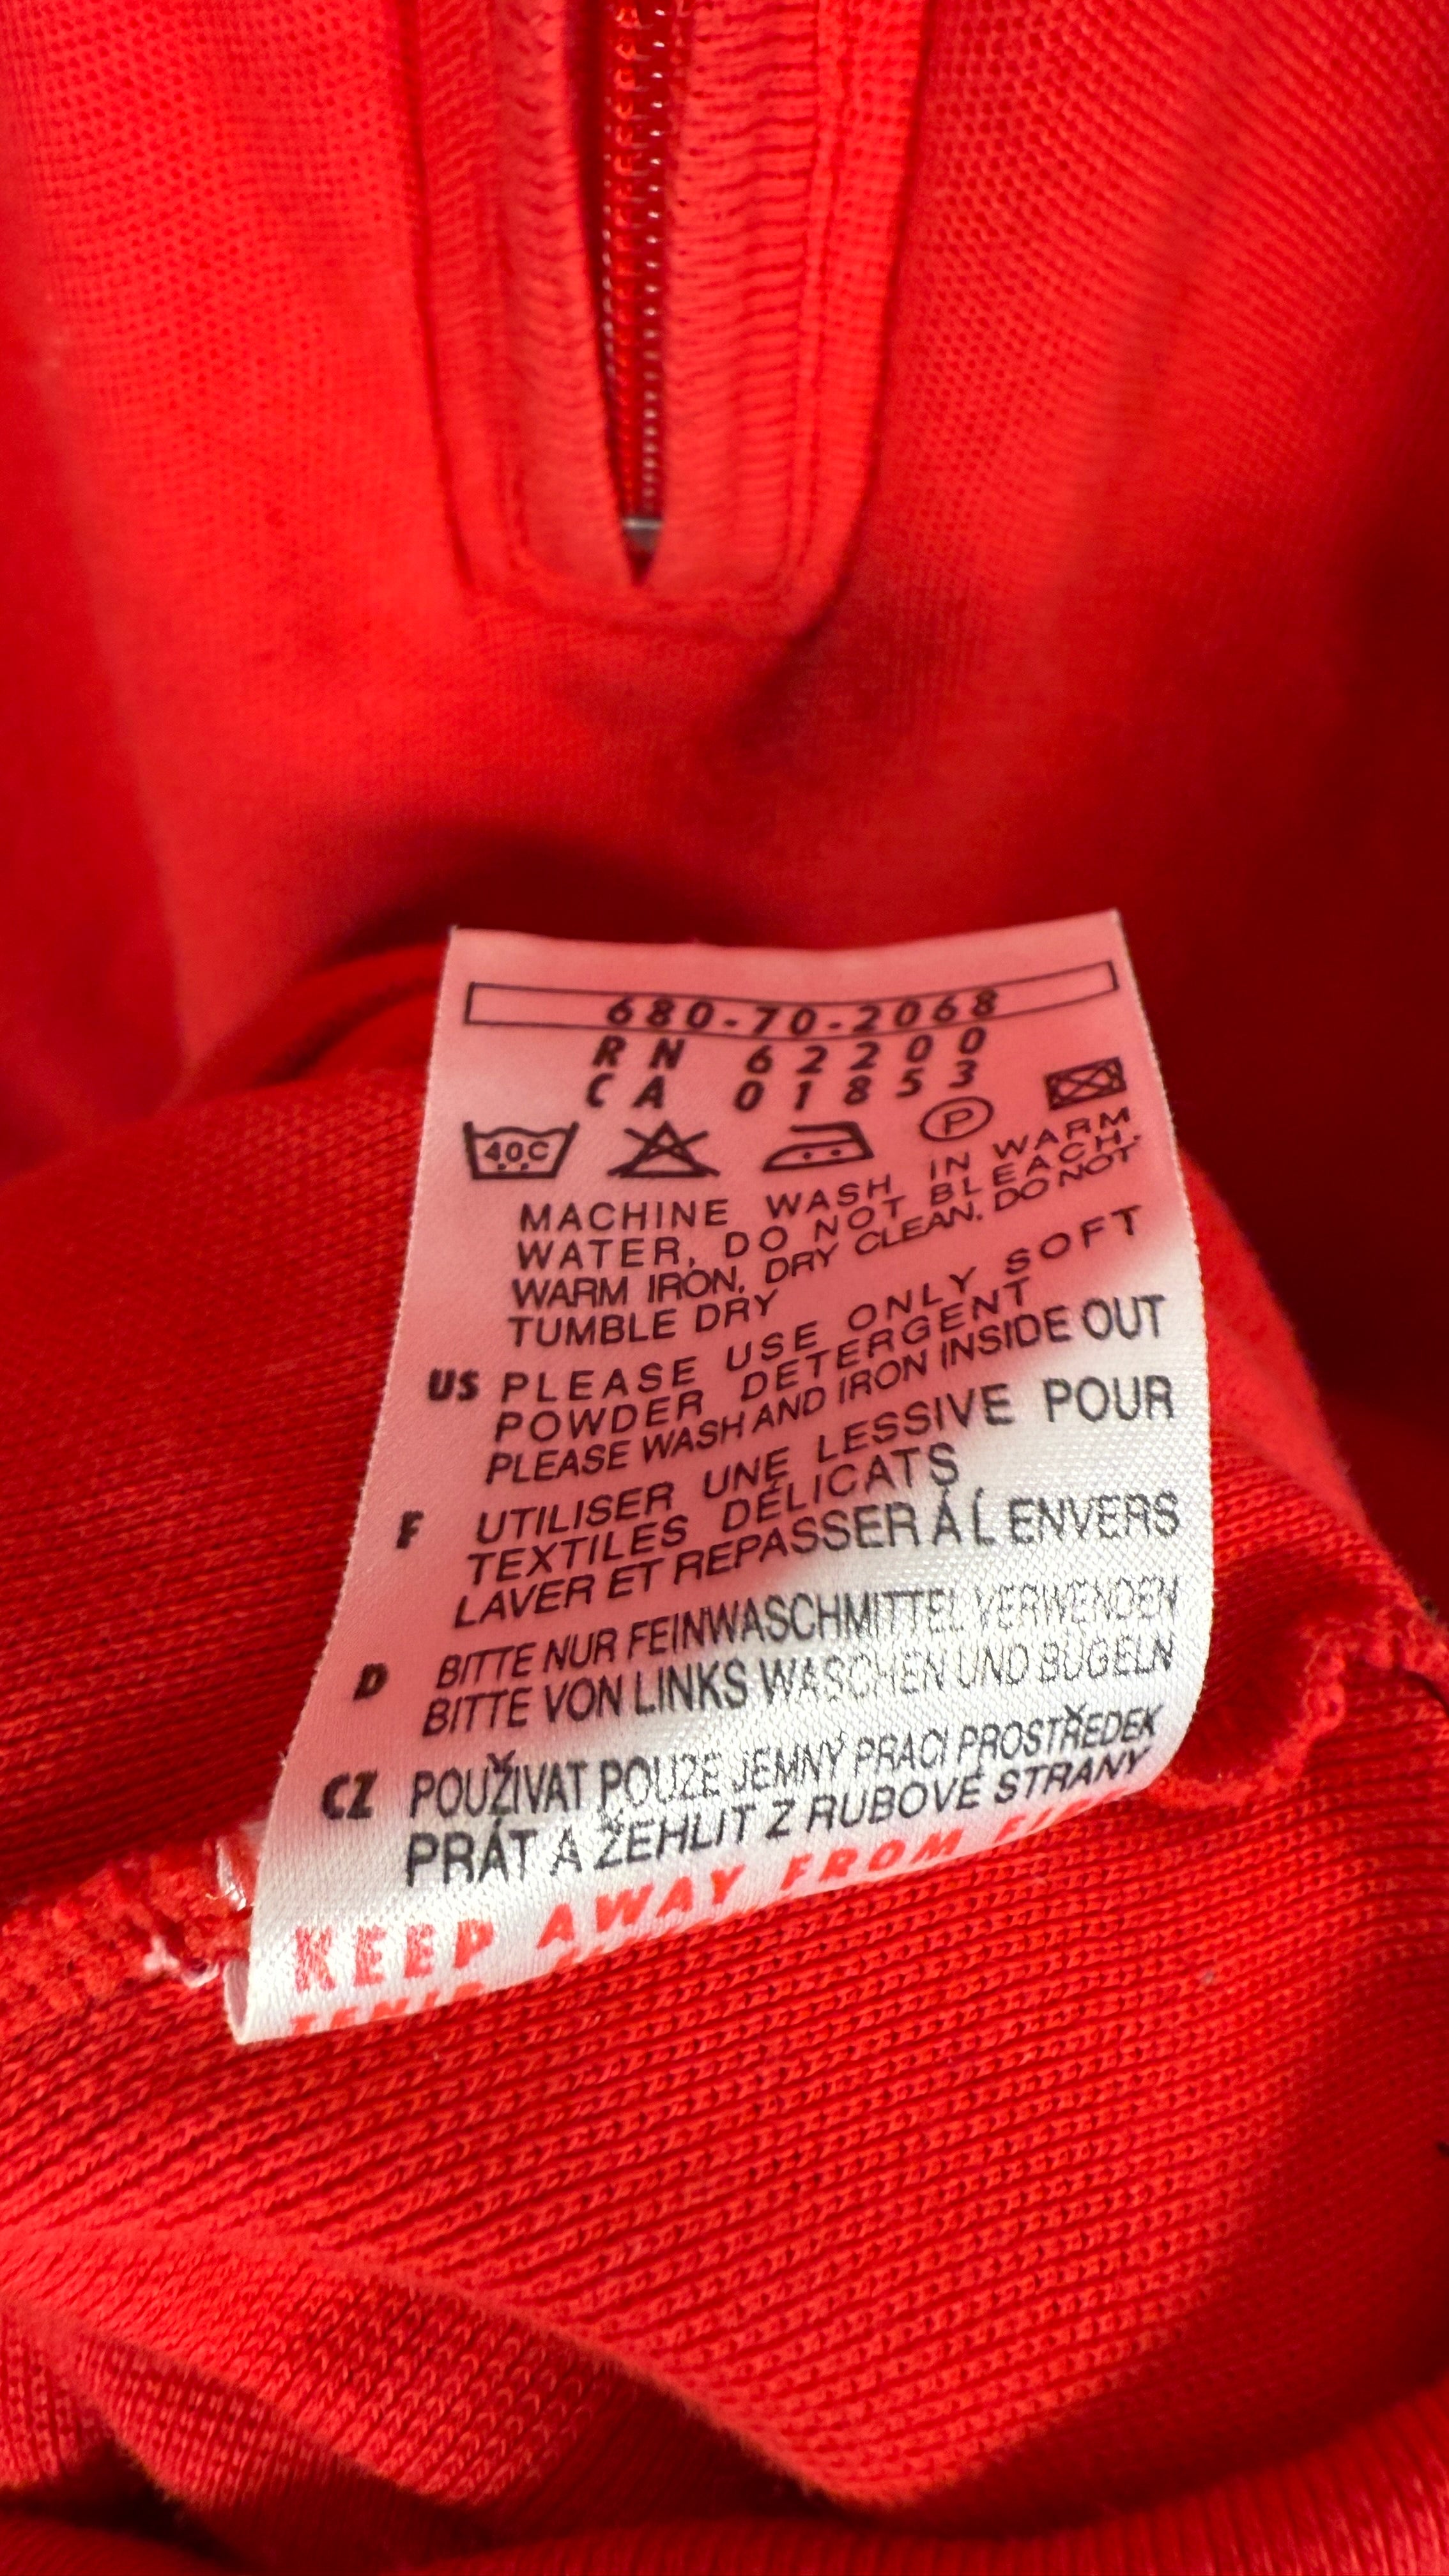 680-70-2068
RN 62200
CA 01853
40C P
MACHINE WASH IN WARM
WATER, DO NOT BLEACH,
WARM IRON, DRY CLEAN, DO NOT
TUMBLE DRY
US PLEASE USE ONLY SOFT
POWDER DETERGENT
PLEASE WASH AND IRON INSIDE OUT
F UTILISER UNE LESSIVE POUR
TEXTILES DÉLICATS
LAVER ET REPASSER Á L´ENVERS
D BITTE NUR FEINWASCHMITTEL VERWENDEN
BITTE VON LINKS WASCHEN UND BÜGELN
CZ POUŽÍVAT POUZE JEMNÝ PRACÍ PROSTŘEDEK
PRÁT A ŽEHLIT Z RUBOVÉ STRANY
KEEP AWAY FROM